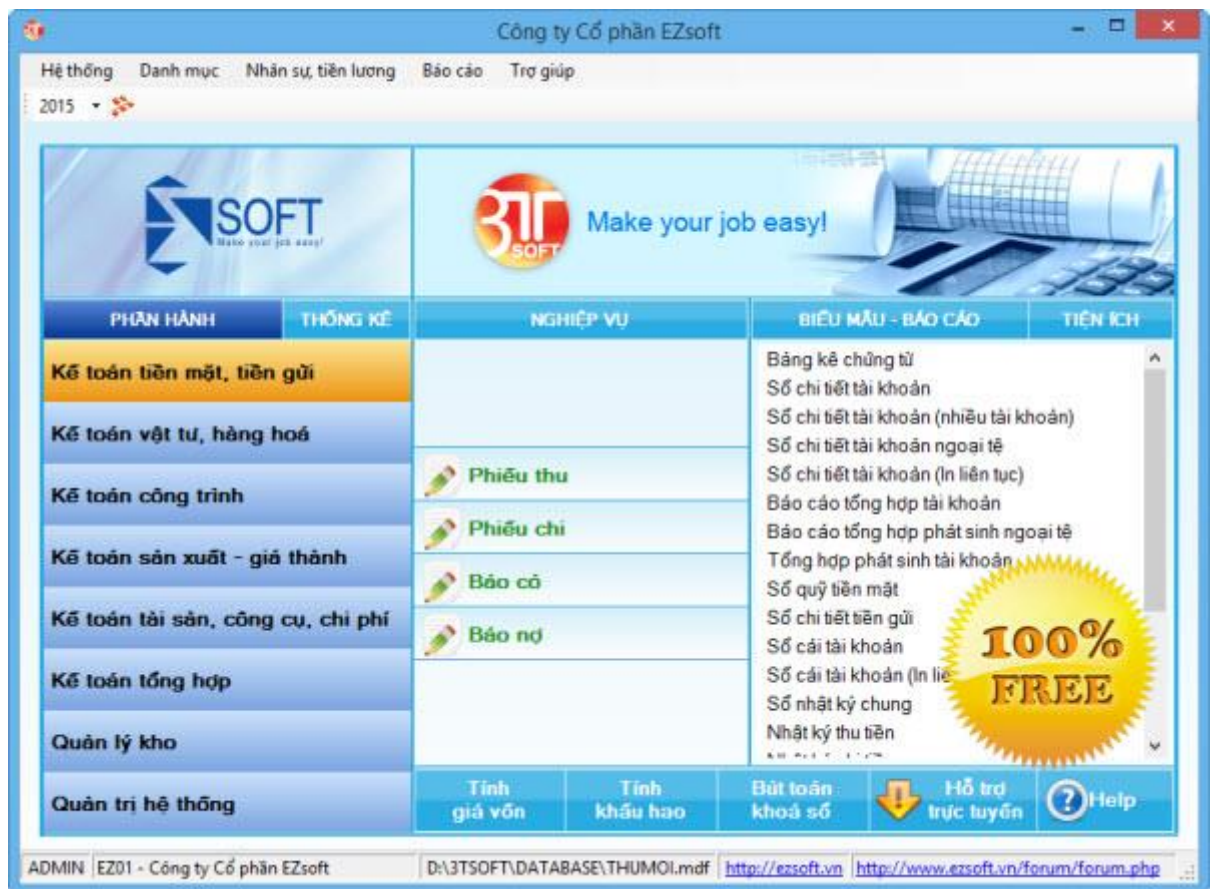 Công ty Cổ phần EZsoft
Hệ thống Danh mục Nhân sự, tiền lương Báo cáo Trợ giúp
2015
SOFT
Make your job easy!
3T
SOFT
Make your job easy!
PHÂN HÀNH THỐNG KÊ NGHIỆP VỤ BIỂU MẪU - BÁO CÁO TIỆN ÍCH
Kế toán tiền mặt, tiền gửi
Kế toán vật tư, hàng hoá
Kế toán công trình
Kế toán sản xuất - giá thành
Kế toán tài sản, công cụ, chi phí
Kế toán tổng hợp
Quản lý kho
Quản trị hệ thống
Phiếu thu
Phiếu chi
Báo có
Báo nợ
Bảng kê chứng từ
Sổ chi tiết tài khoản
Sổ chi tiết tài khoản (nhiều tài khoản)
Sổ chi tiết tài khoản ngoại tệ
Sổ chi tiết tài khoản (In liên tục)
Báo cáo tổng hợp tài khoản
Báo cáo tổng hợp phát sinh ngoại tệ
Tổng hợp phát sinh tài khoản
Sổ quỹ tiền mặt
Sổ chi tiết tiền gửi
Sổ cái tài khoản
Sổ cái tài khoản (In liê
Sổ nhật ký chung
Nhật ký thu tiền
100%
FREE
Tính giá vốn
Tính khấu hao
Bút toán khoá sổ
Hỗ trợ trực tuyến
Help
ADMIN EZ01 - Công ty Cổ phần EZsoft D:\3TSOFT\DATABASE\THUMOI.mdf http://ezsoft.vn http://www.ezsoft.vn/forum/forum.php